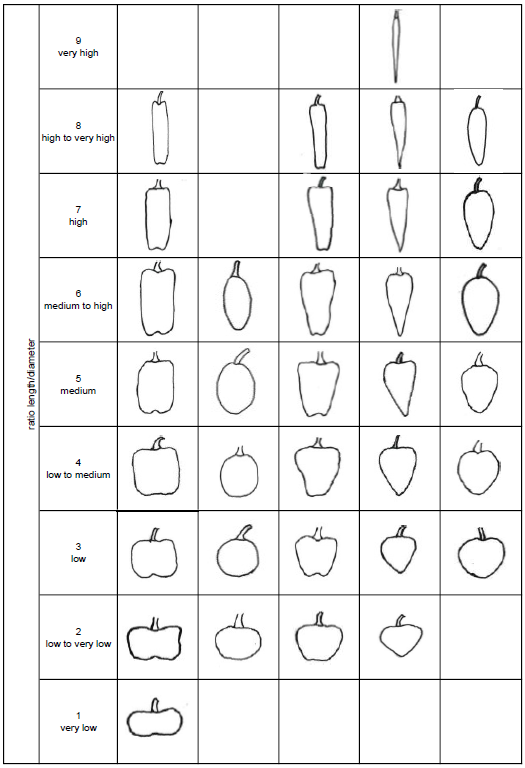 ratio length/diameter
9
very high
8
high to very high
7
high
6
medium to high
5
medium
4
low to medium
3
low
2
low to very low
1
very low